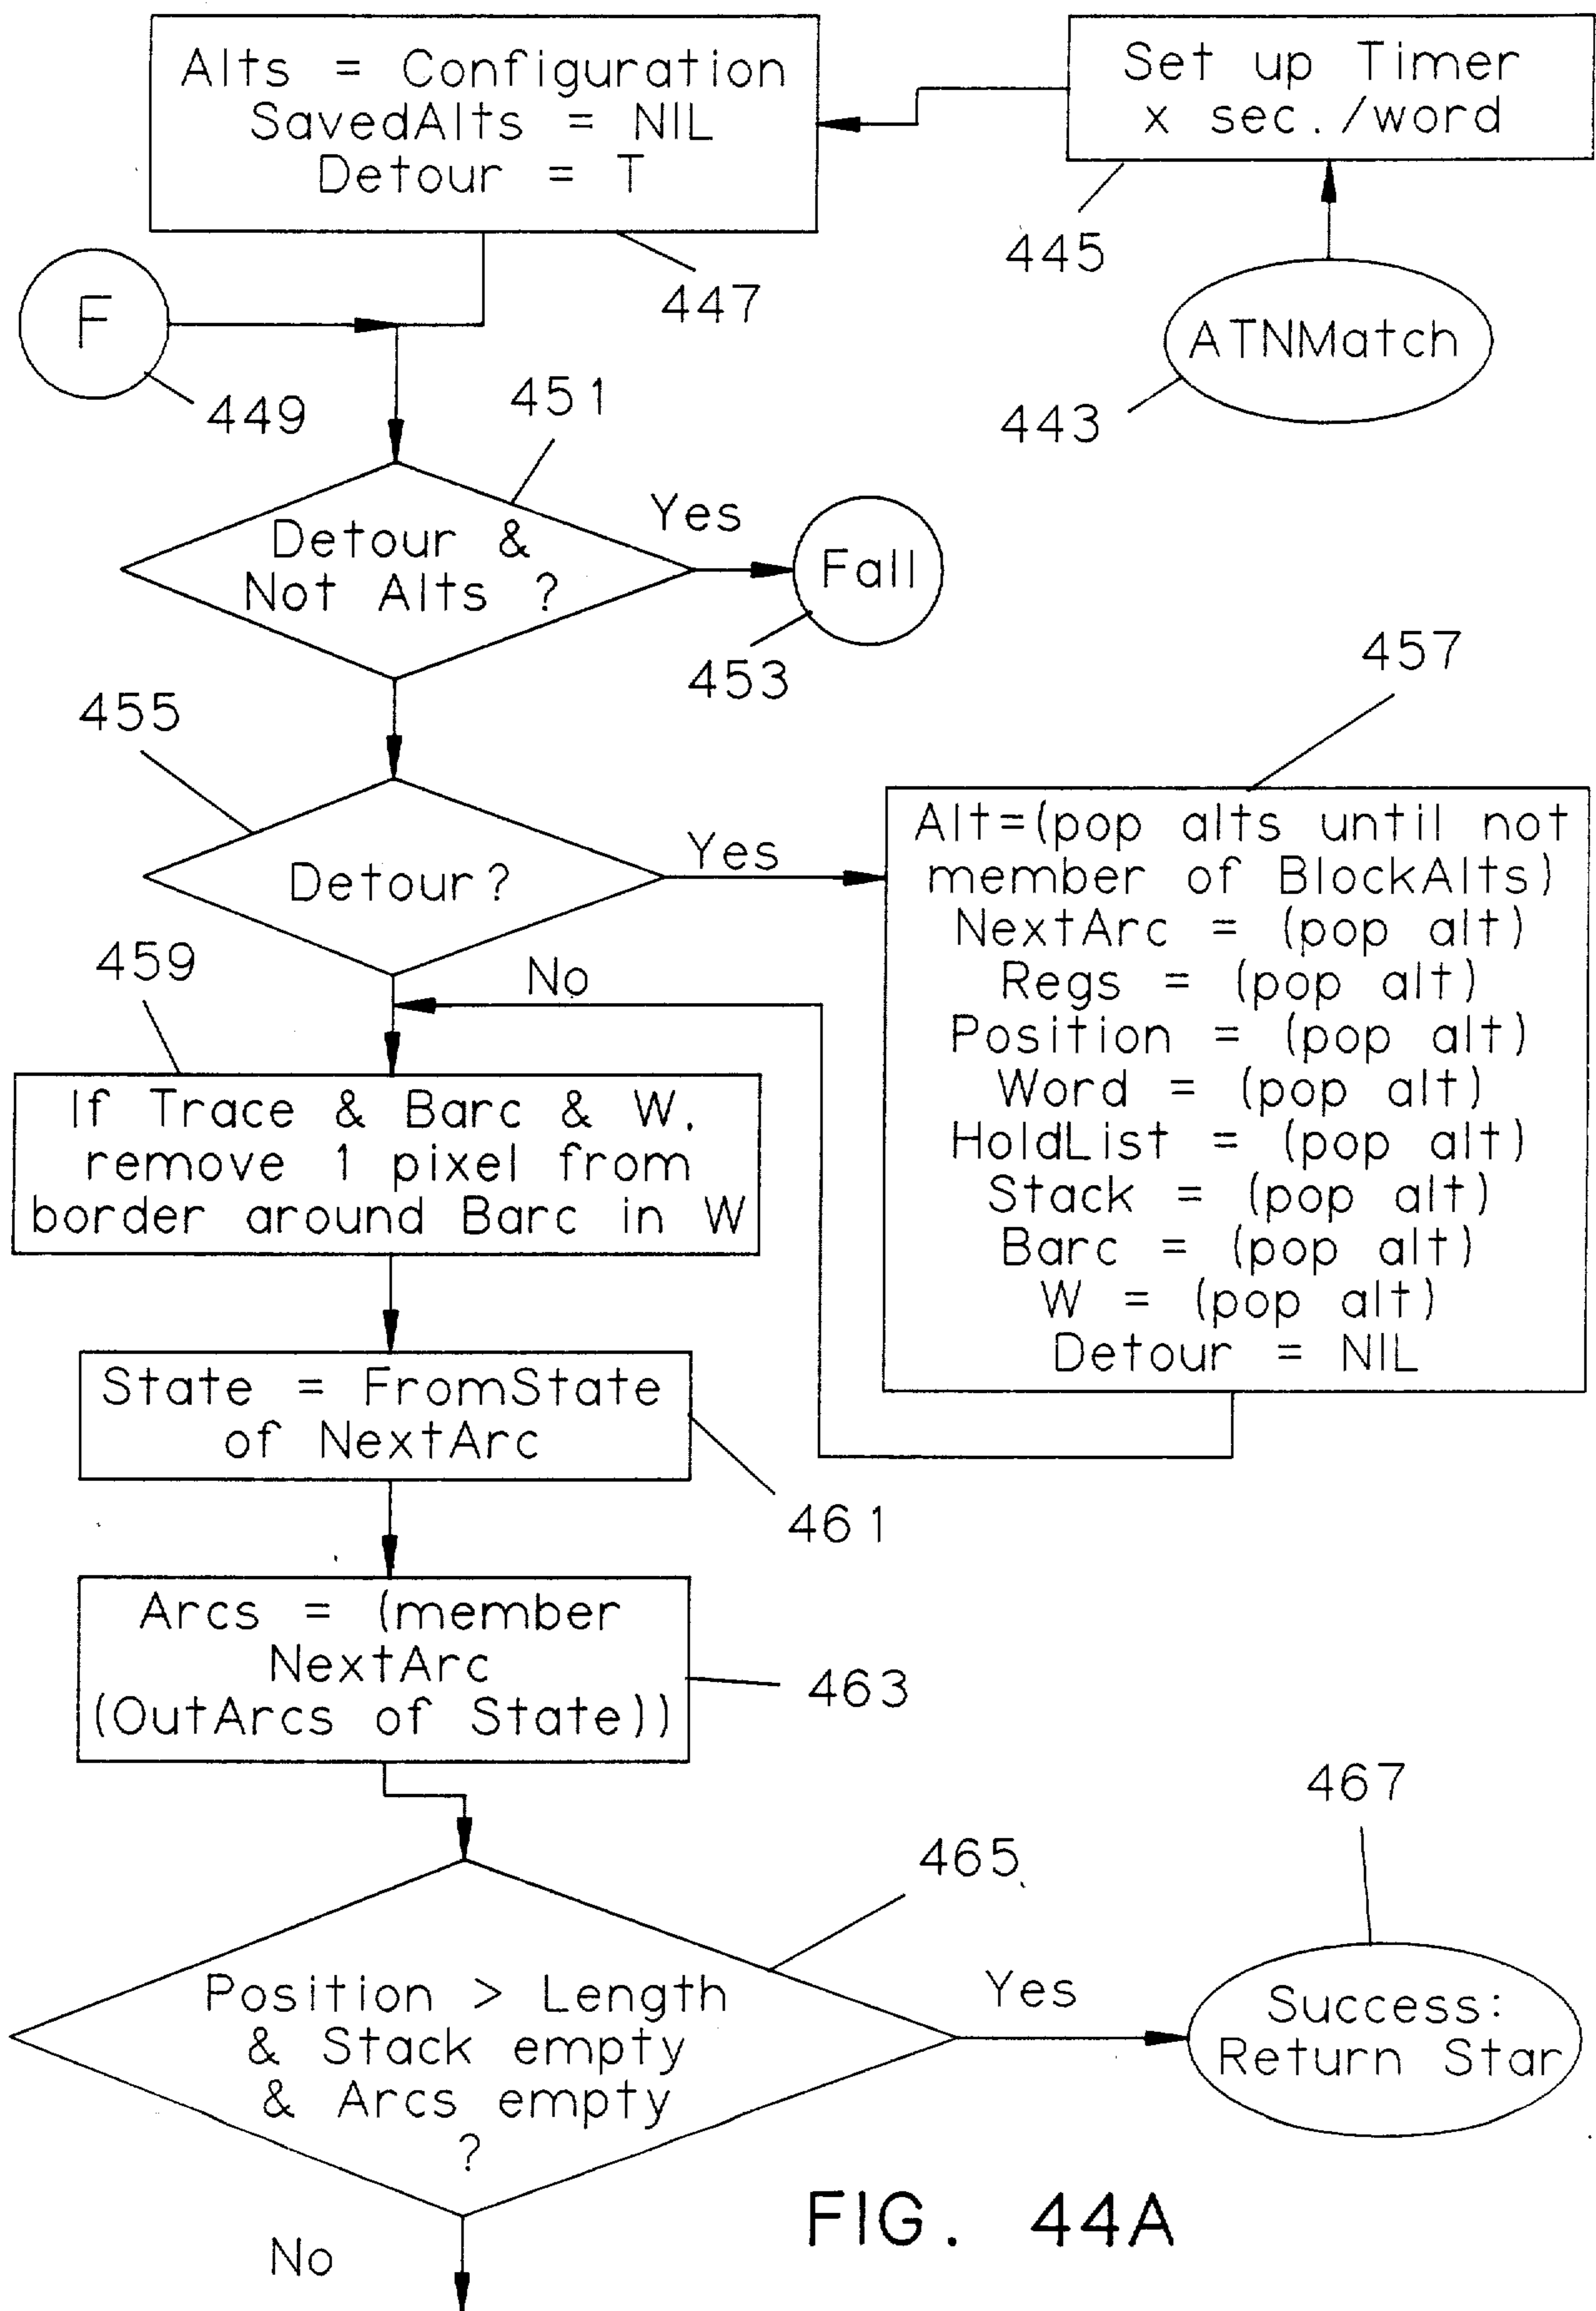 Alts = Configuration
SavedAlts = NIL
Detour = T
Set up Timer
x sec./word
445
447
F
ATNMatch
449
443
451
Detour &
Not Alts ?
Yes
Fall
453
455
457
Detour?
Yes
Alt=(pop alts until not
member of BlockAlts)
NextArc = (pop alt)
Regs = (pop alt)
Position = (pop alt)
Word = (pop alt)
HoldList = (pop alt)
Stack = (pop alt)
Barc = (pop alt)
W = (pop alt)
Detour = NIL
No
459
If Trace & Barc & W.
remove 1 pixel from
border around Barc in W
State = FromState
of NextArc
461
Arcs = (member
NextArc
(OutArcs of State))
463
465
467
Position > Length
& Stack empty
& Arcs empty
?
Yes
Success:
Return Star
No
FIG. 44A